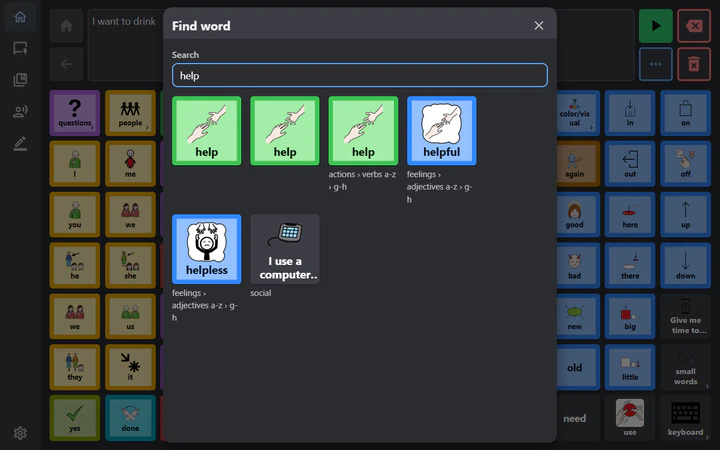 I want to drink
Find word
Search
help
help
help
help
actions › verbs a-z
› g-h
helpful
feelings ›
adjectives a-z › g-
h
helpless
feelings ›
adjectives a-z › g-
h
I use a
computer..
social
questions
people
color/vis
ual
in
on
I
me
again
out
off
you
we
good
here
up
he
she
bad
there
down
we
us
new
big
Give me
time to...
they
it
old
little
small
words
yes
done
need
use
keyboard